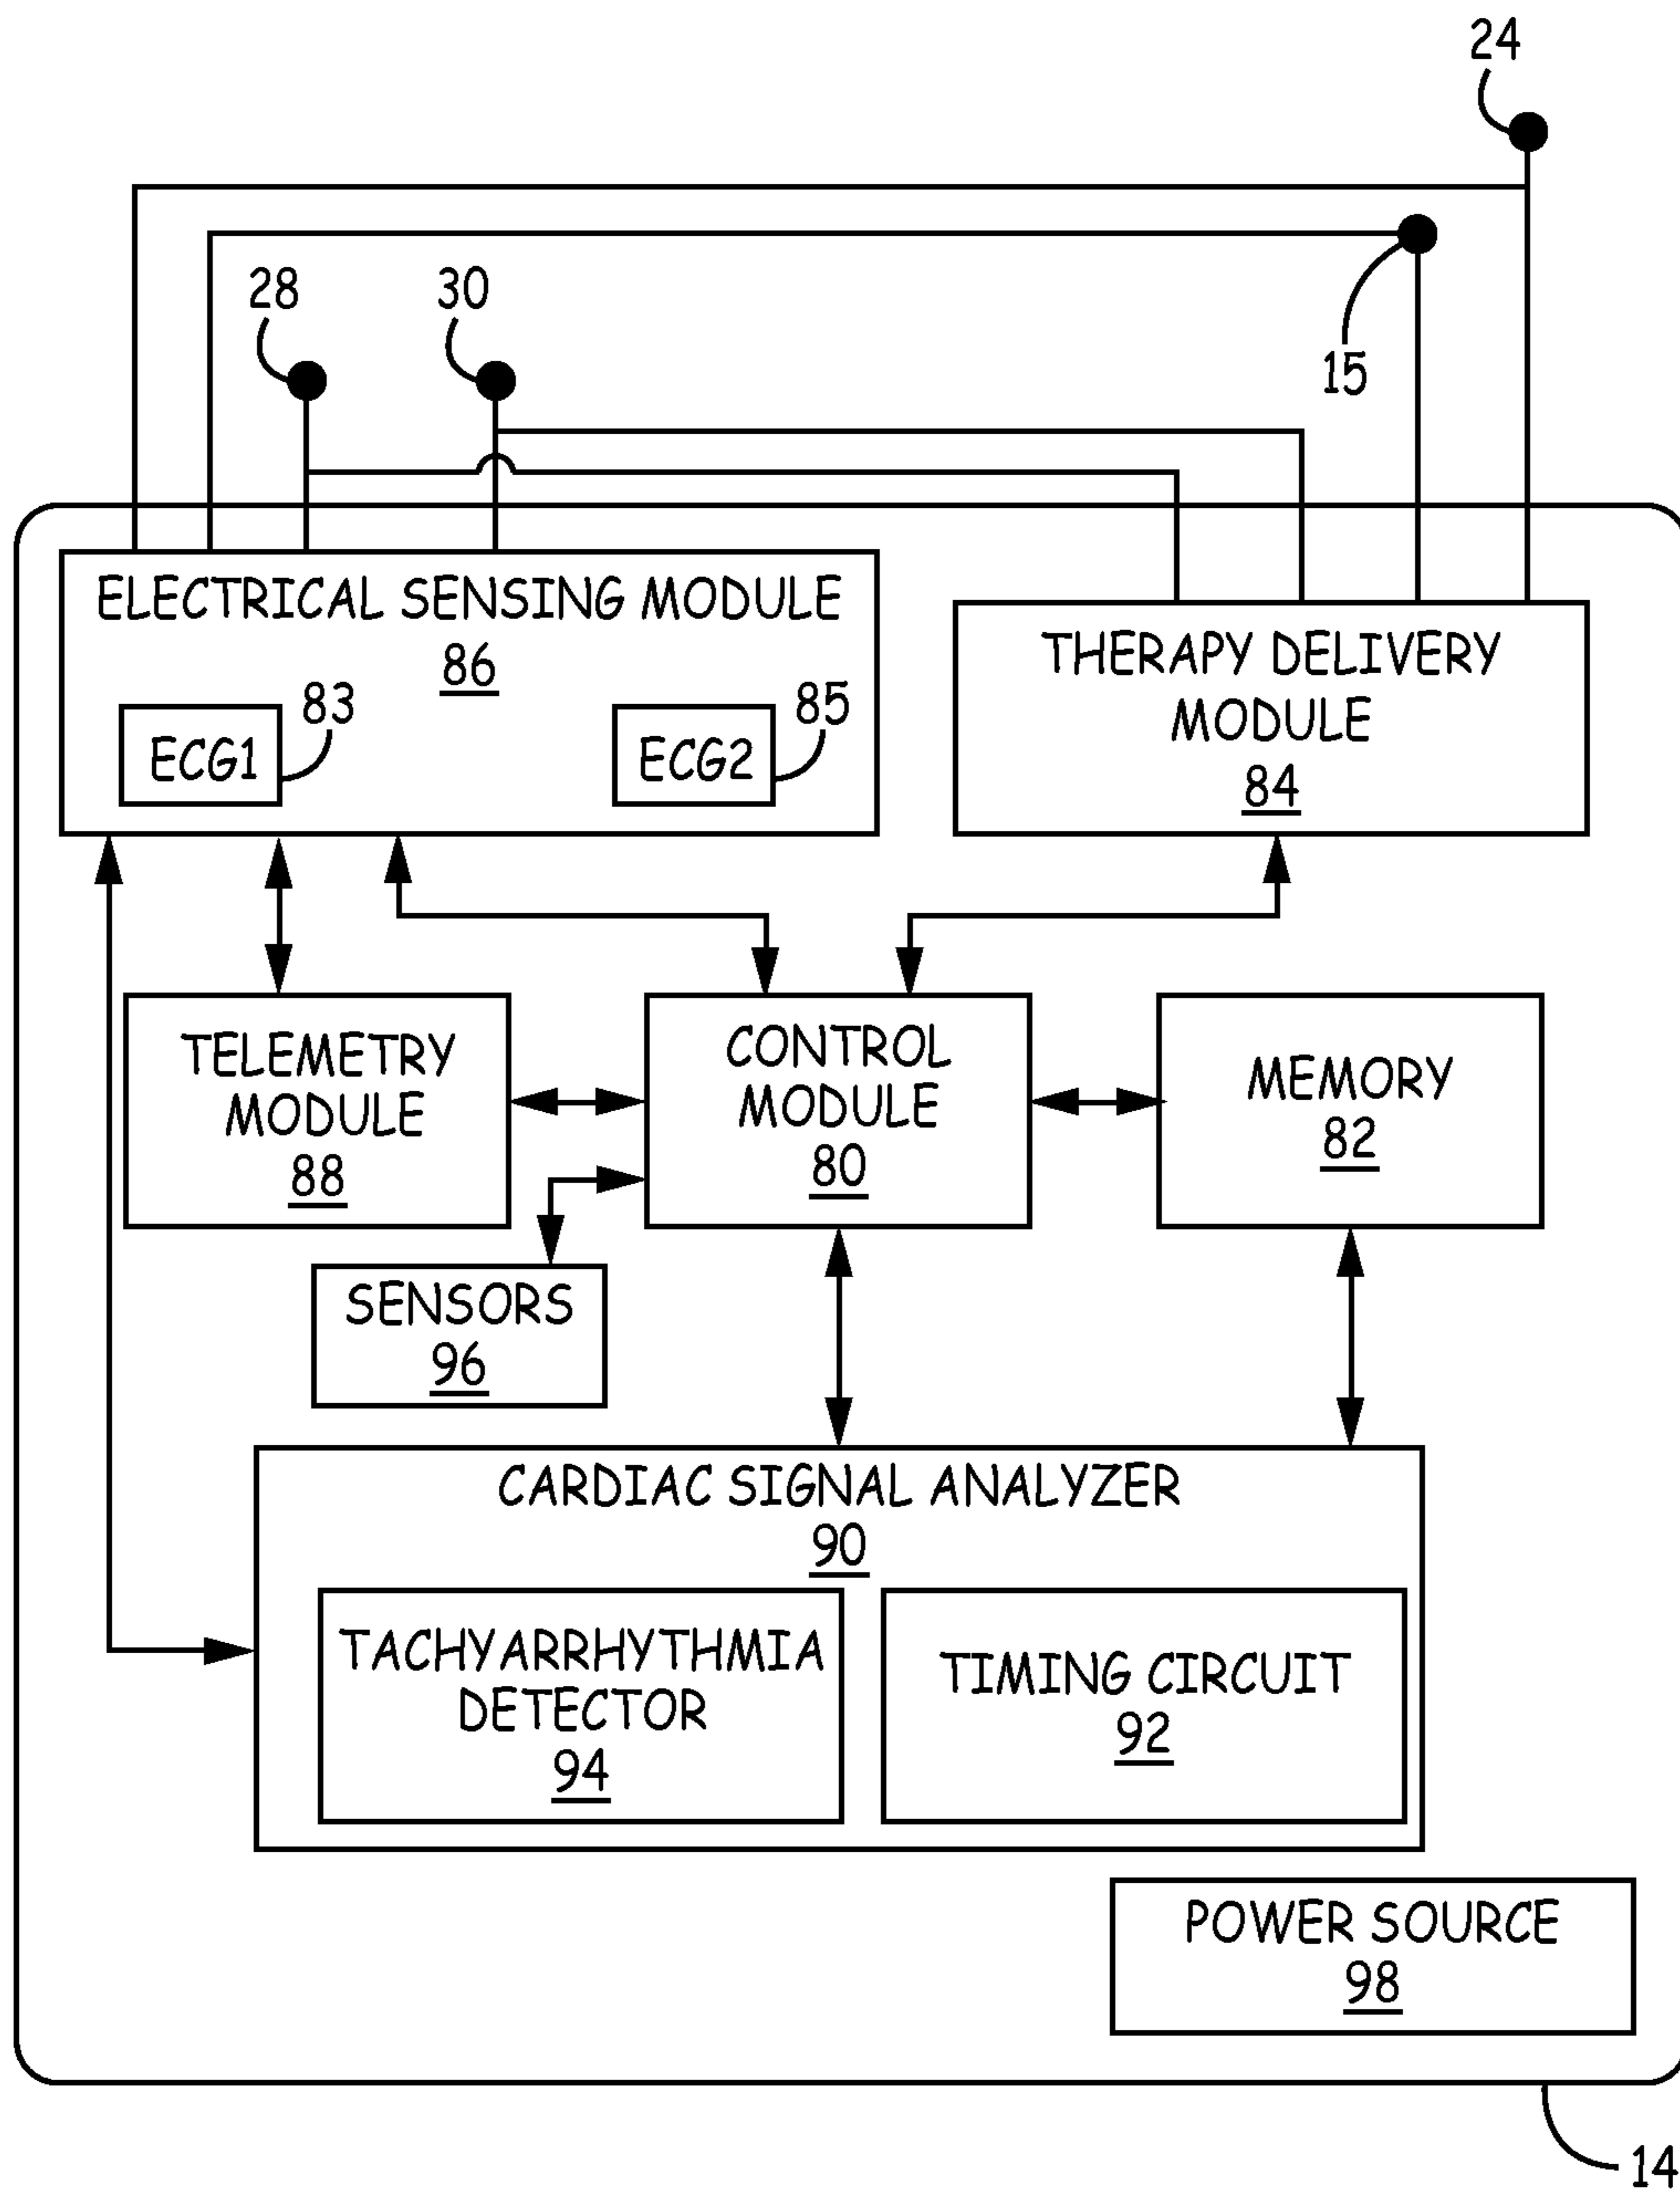 24
28
30
15
ELECTRICAL SENSING MODULE
86
83
ECG1
85
ECG2
THERAPY DELIVERY
MODULE
84
TELEMETRY
MODULE
88
CONTROL
MODULE
80
MEMORY
82
SENSORS
96
CARDIAC SIGNAL ANALYZER
90
TACHYARRHYTHMIA
DETECTOR
94
TIMING CIRCUIT
92
POWER SOURCE
98
14